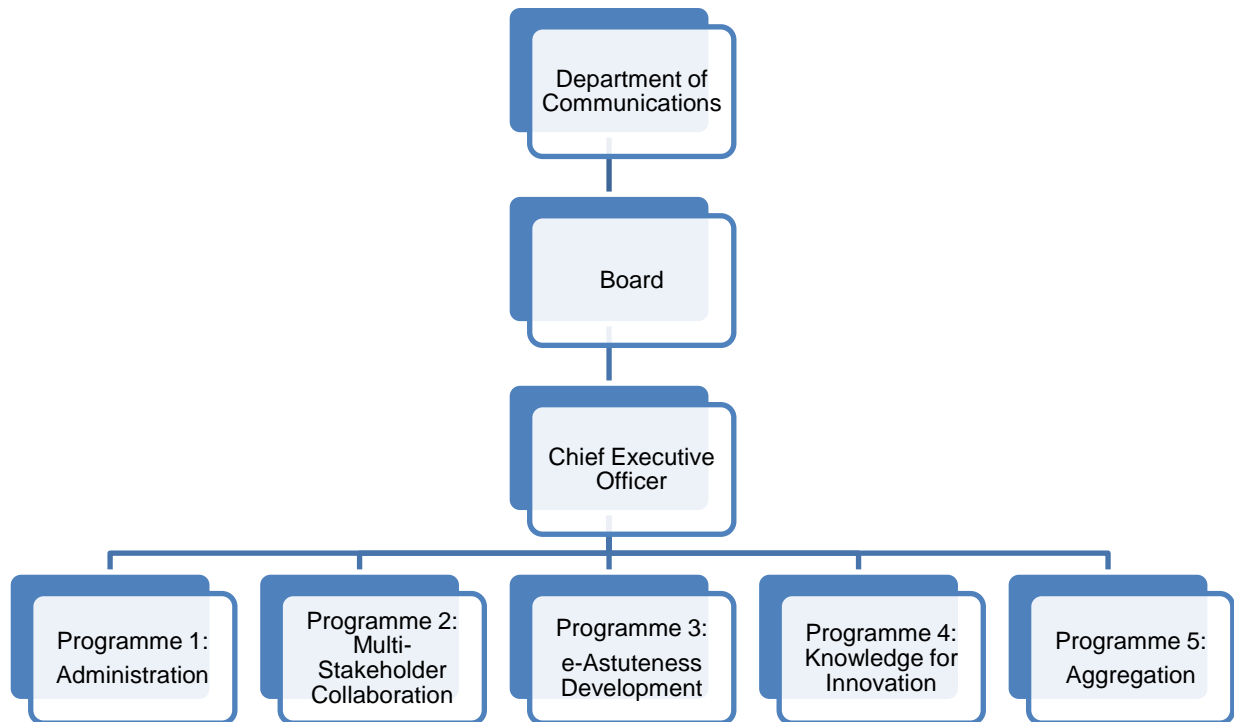 Department of
Communications
Board
Chief Executive
Officer
Programme 1:
Administration
Programme 2:
Multi-
Stakeholder
Collaboration
Programme 3:
e-Astuteness
Development
Programme 4:
Knowledge for
Innovation
Programme 5:
Aggregation